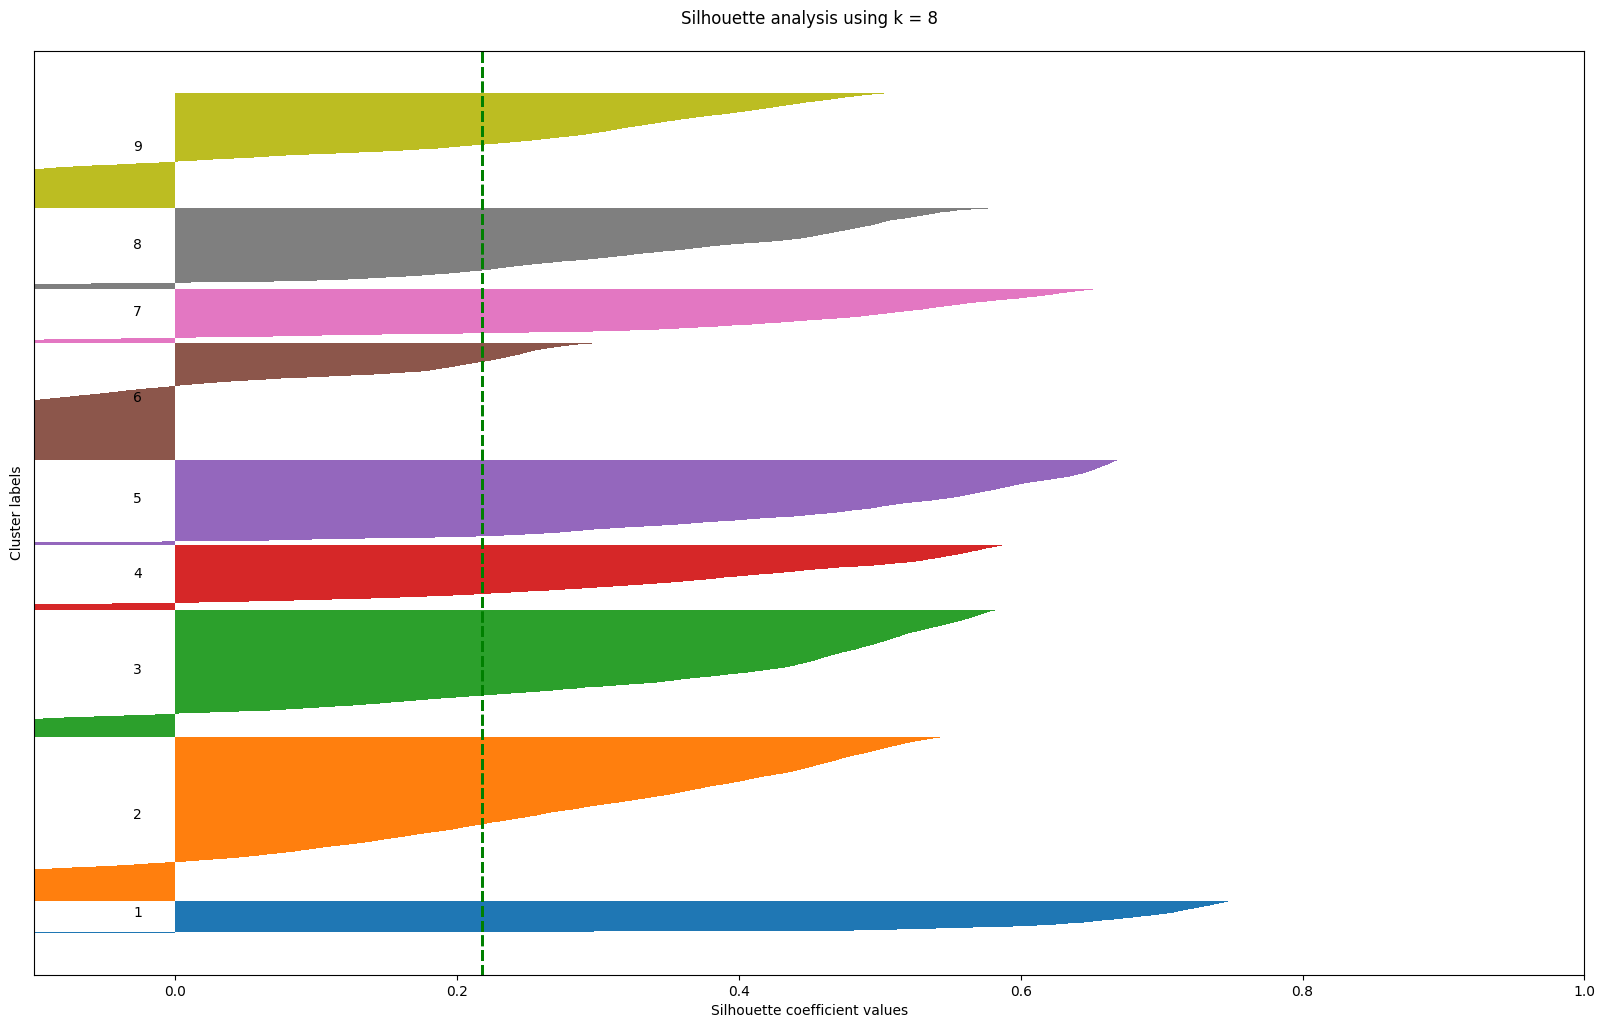 Silhouette analysis using k = 8
9
8
7
6
5
4
3
2
1
Cluster labels
0.0 0.2 0.4 0.6 0.8 1.0
Silhouette coefficient values